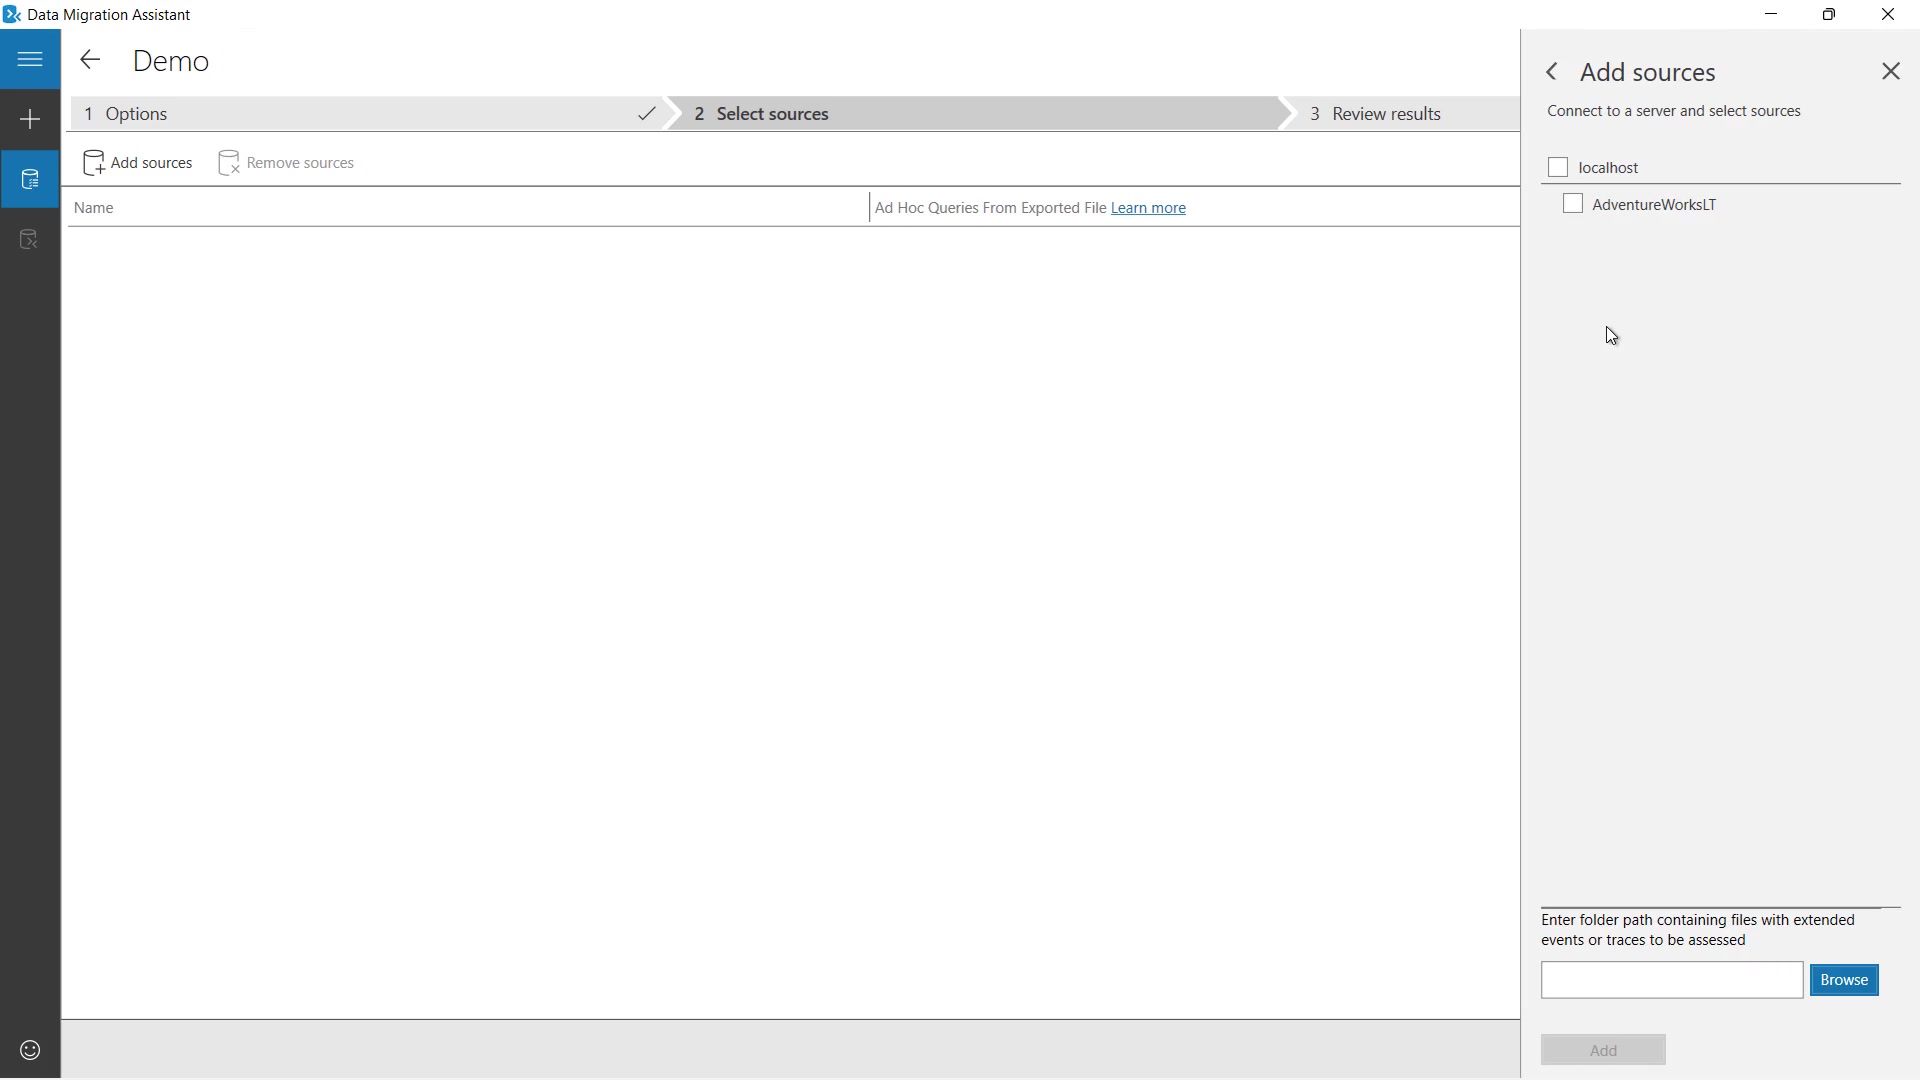 Data Migration Assistant
Demo
1 Options
2 Select sources
3 Review results
Add sources
Remove sources
Name
Ad Hoc Queries From Exported File Learn more
Add sources
Connect to a server and select sources
localhost
AdventureWorksLT
Enter folder path containing files with extended
events or traces to be assessed
Browse
Add